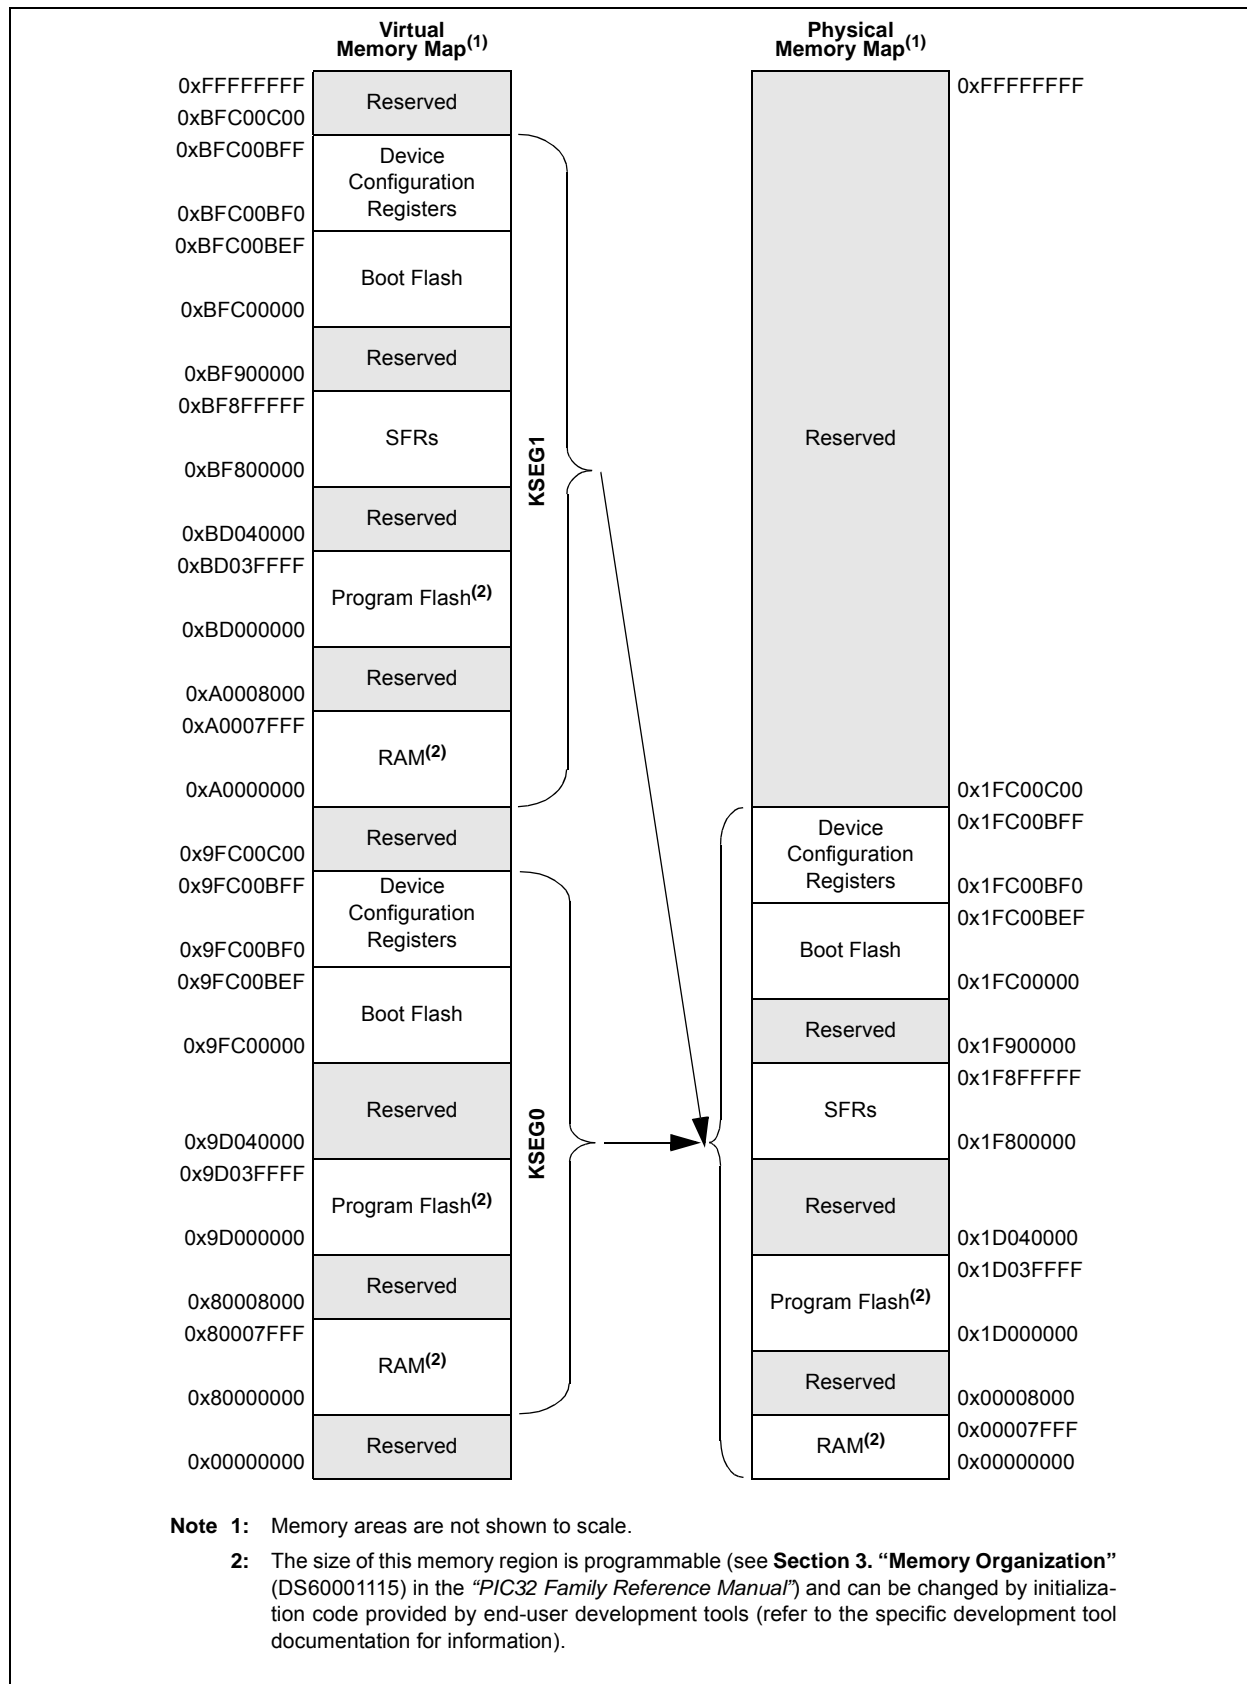 Virtual
Memory Map(1)
0xFFFFFFFF
Reserved
0xBFC00C00
0xBFC00BFF
Device
Configuration
Registers
0xBFC00BF0
0xBFC00BEF
Boot Flash
0xBFC00000
Reserved
0xBF900000
0xBF8FFFFF
SFRs
0xBF800000
Reserved
0xBD040000
0xBD03FFFF
Program Flash(2)
0xBD000000
Reserved
0xA0008000
0xA0007FFF
RAM(2)
0xA0000000
KSEG1
Reserved
0x9FC00C00
0x9FC00BFF
Device
Configuration
Registers
0x9FC00BF0
0x9FC00BEF
Boot Flash
0x9FC00000
Reserved
0x9D040000
0x9D03FFFF
Program Flash(2)
0x9D000000
Reserved
0x80008000
0x80007FFF
RAM(2)
0x80000000
KSEG0
Reserved
0x00000000
Physical
Memory Map(1)
0xFFFFFFFF
Reserved
0x1FC00C00
0x1FC00BFF
Device
Configuration
Registers
0x1FC00BF0
0x1FC00BEF
Boot Flash
0x1FC00000
Reserved
0x1F900000
0x1F8FFFFF
SFRs
0x1F800000
Reserved
0x1D040000
0x1D03FFFF
Program Flash(2)
0x1D000000
Reserved
0x00008000
0x00007FFF
RAM(2)
0x00000000
Note 1: Memory areas are not shown to scale.
2: The size of this memory region is programmable (see Section 3. “Memory Organization”
(DS60001115) in the “PIC32 Family Reference Manual”) and can be changed by initializa-
tion code provided by end-user development tools (refer to the specific development tool
documentation for information).